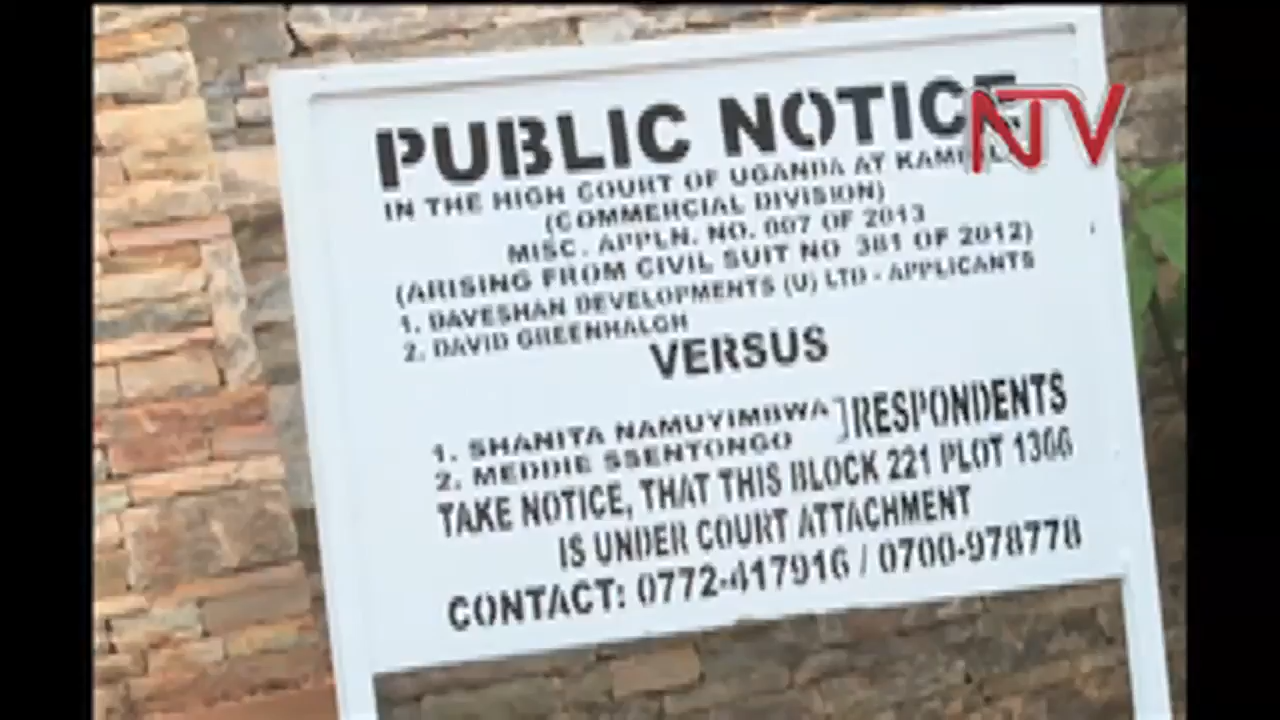 PUBLIC NOTICE
NTV
IN THE HIGH COURT OF UGANDA AT KAMPALA
(COMMERCIAL DIVISION)
MISC. APPLN. NO. 007 OF 2013
(ARISING FROM CIVIL SUIT NO 381 OF 2012)
1. DAVESHAN DEVELOPMENTS (U) LTD - APPLICANTS
2. DAVID GREENHALGH
VERSUS
1. SHANITA NAMUYIMBWA ] RESPONDENTS
2. MEDDIE SSENTONGO
TAKE NOTICE, THAT THIS BLOCK 221 PLOT 1366
IS UNDER COURT ATTACHMENT
CONTACT: 0772-417916 / 0700-978778